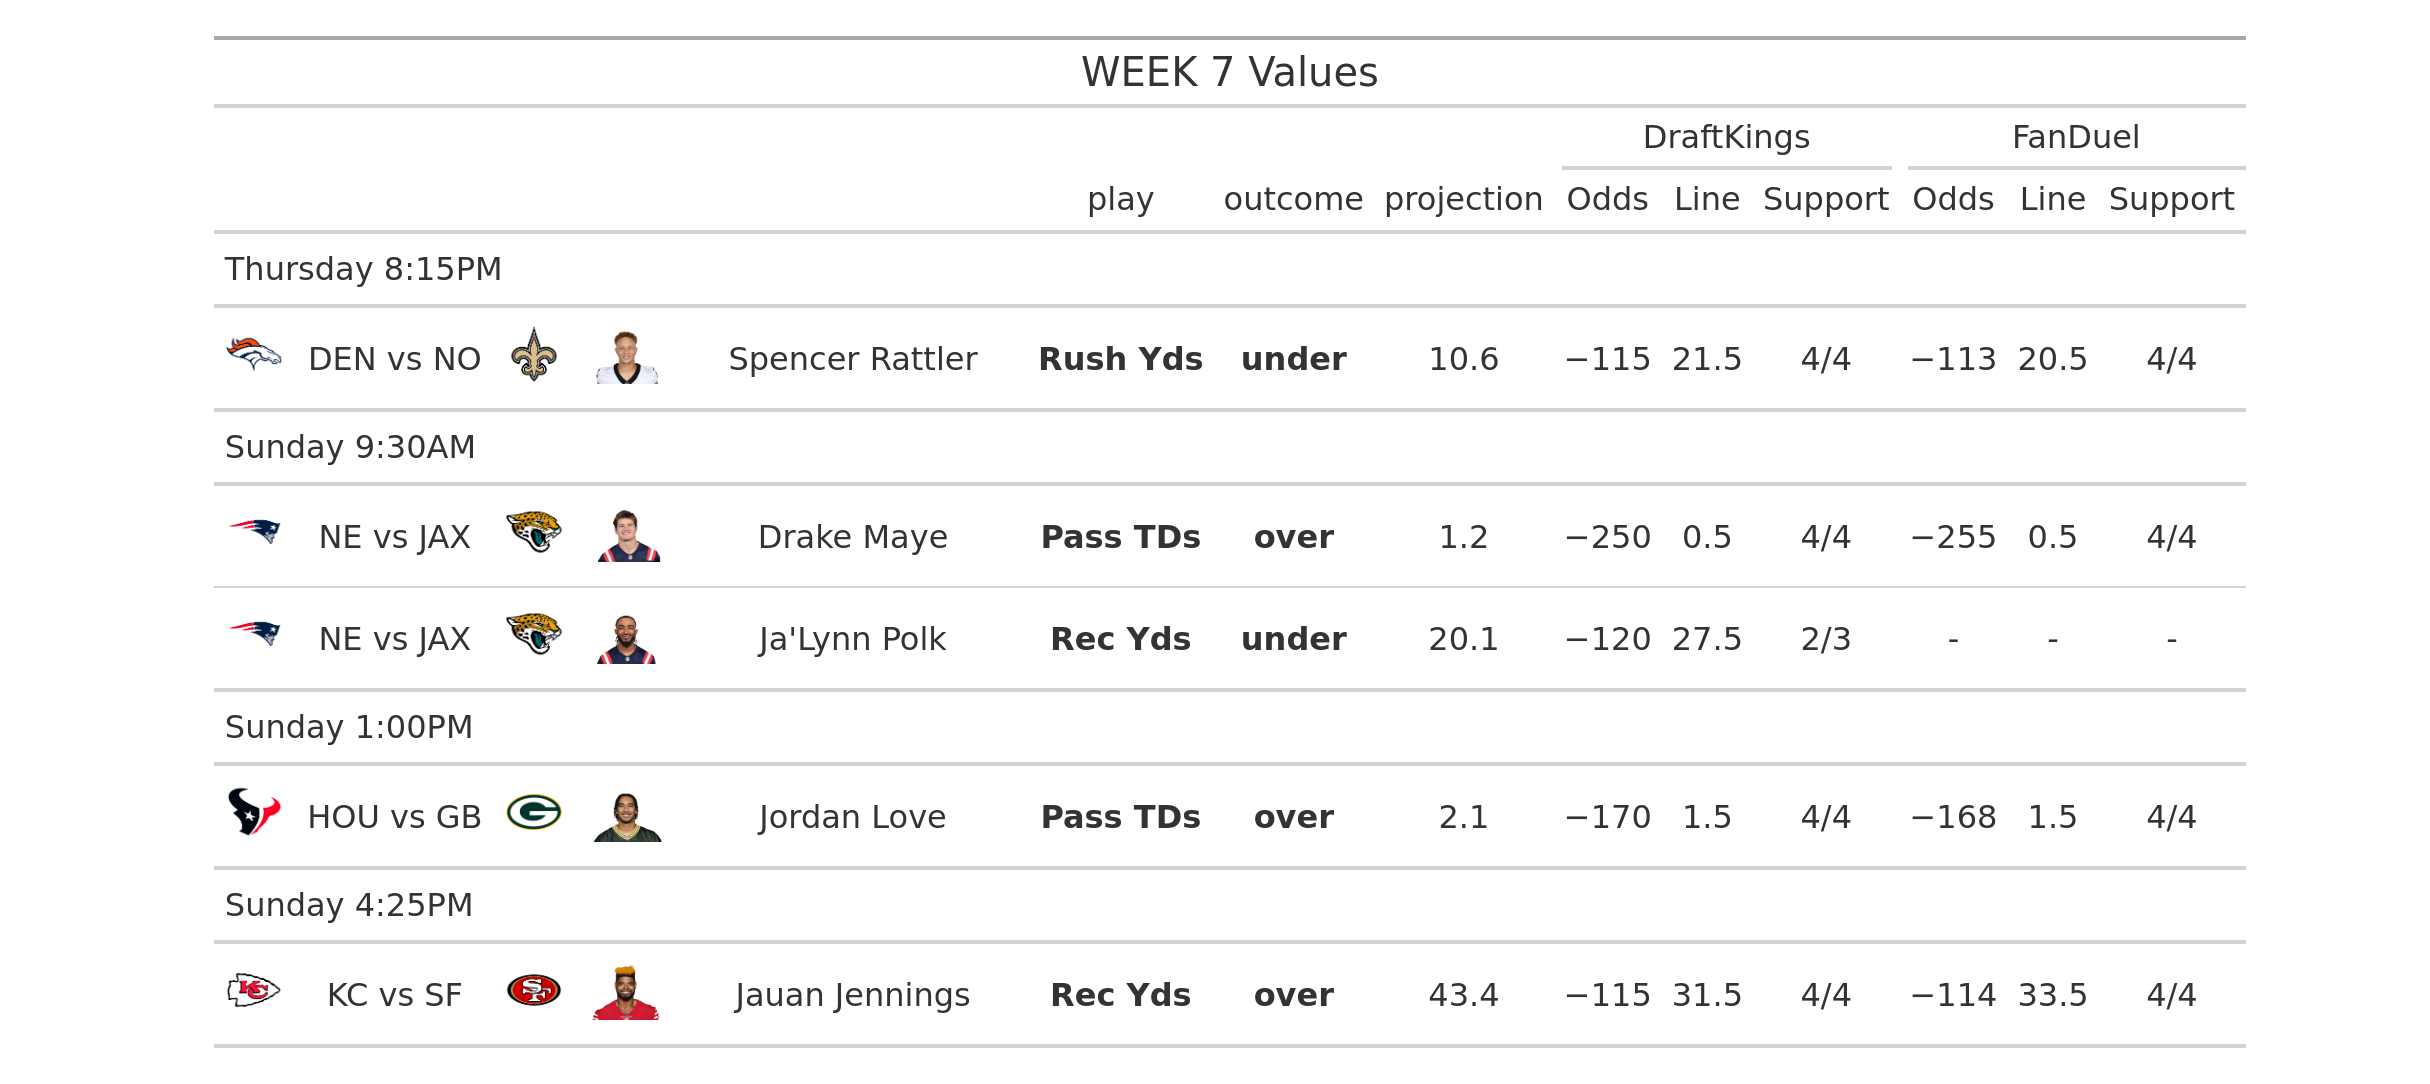 WEEK 7 Values
DraftKings FanDuel
play outcome projection Odds Line Support Odds Line Support
Thursday 8:15PM
DEN vs NO Spencer Rattler Rush Yds under 10.6 −115 21.5 4/4 −113 20.5 4/4
Sunday 9:30AM
NE vs JAX Drake Maye Pass TDs over 1.2 −250 0.5 4/4 −255 0.5 4/4
NE vs JAX Ja'Lynn Polk Rec Yds under 20.1 −120 27.5 2/3 - - -
Sunday 1:00PM
HOU vs GB Jordan Love Pass TDs over 2.1 −170 1.5 4/4 −168 1.5 4/4
Sunday 4:25PM
KC vs SF Jauan Jennings Rec Yds over 43.4 −115 31.5 4/4 −114 33.5 4/4